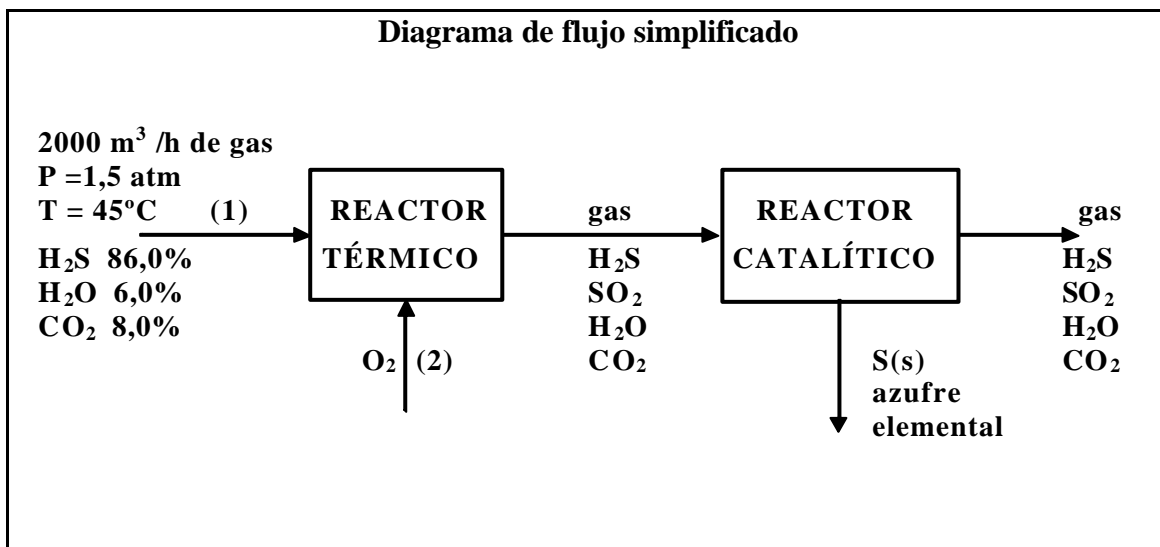 Diagrama de flujo simplificado
2000 m³ /h de gas
P =1,5 atm
T = 45ºC (1)
H₂S 86,0%
H₂O 6,0%
CO₂ 8,0%
REACTOR
TÉRMICO
O₂ (2)
gas
H₂S
SO₂
H₂O
CO₂
REACTOR
CATALÍTICO
S(s)
azufre
elemental
gas
H₂S
SO₂
H₂O
CO₂